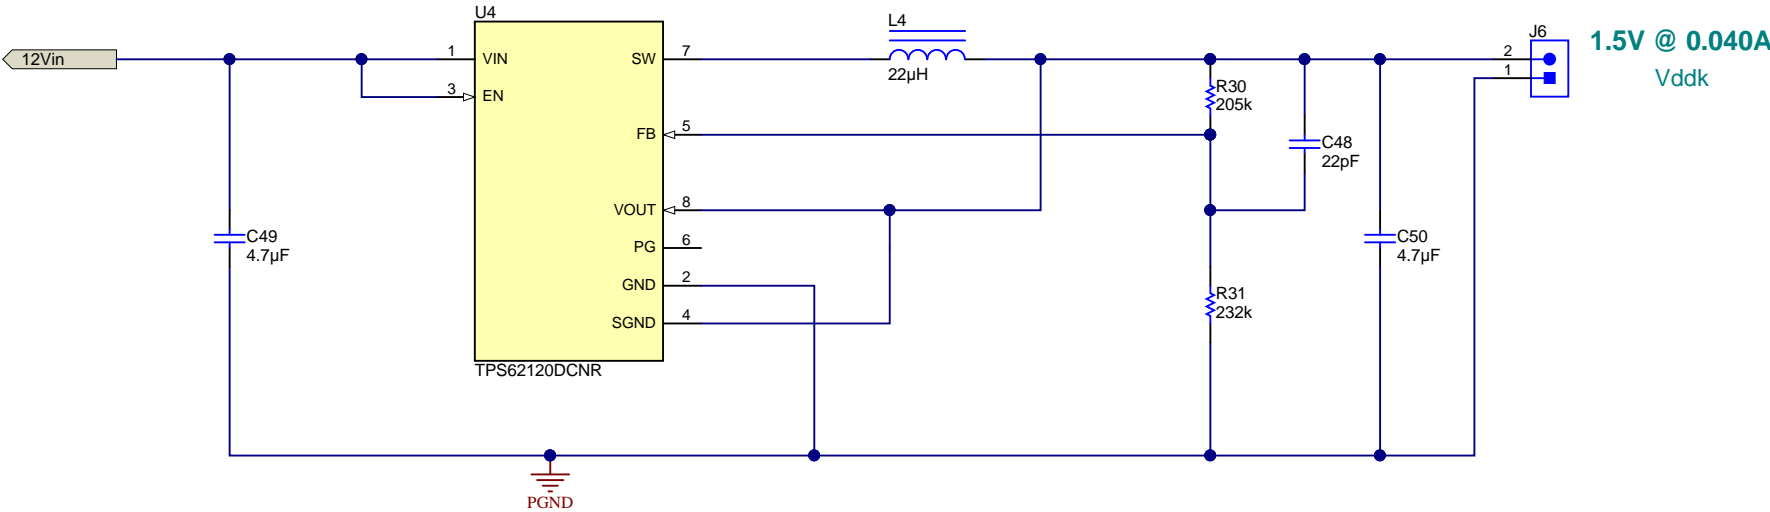 U4
L4
J6
1.5V @ 0.040A
12Vin
1
VIN
SW
7
2
22µH
1
Vddk
3
EN
R30
205k
FB
5
C48
22pF
VOUT
8
C49
4.7µF
PG
6
C50
4.7µF
GND
2
R31
232k
SGND
4
TPS62120DCNR
PGND